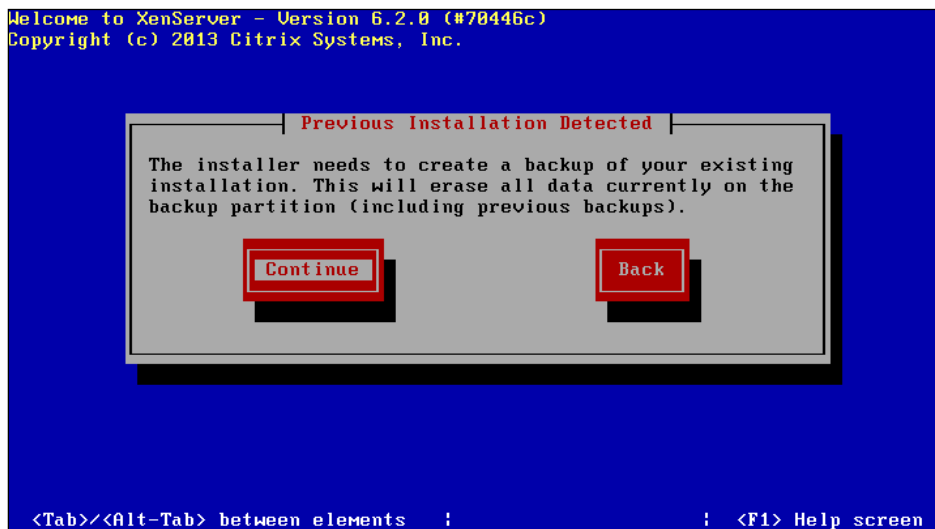 Welcome to XenServer - Version 6.2.0 (#70446c)
Copyright (c) 2013 Citrix Systems, Inc.
Previous Installation Detected
The installer needs to create a backup of your existing
installation. This will erase all data currently on the
backup partition (including previous backups).
Continue Back
<Tab>/<Alt-Tab> between elements ¦ ¦ <F1> Help screen